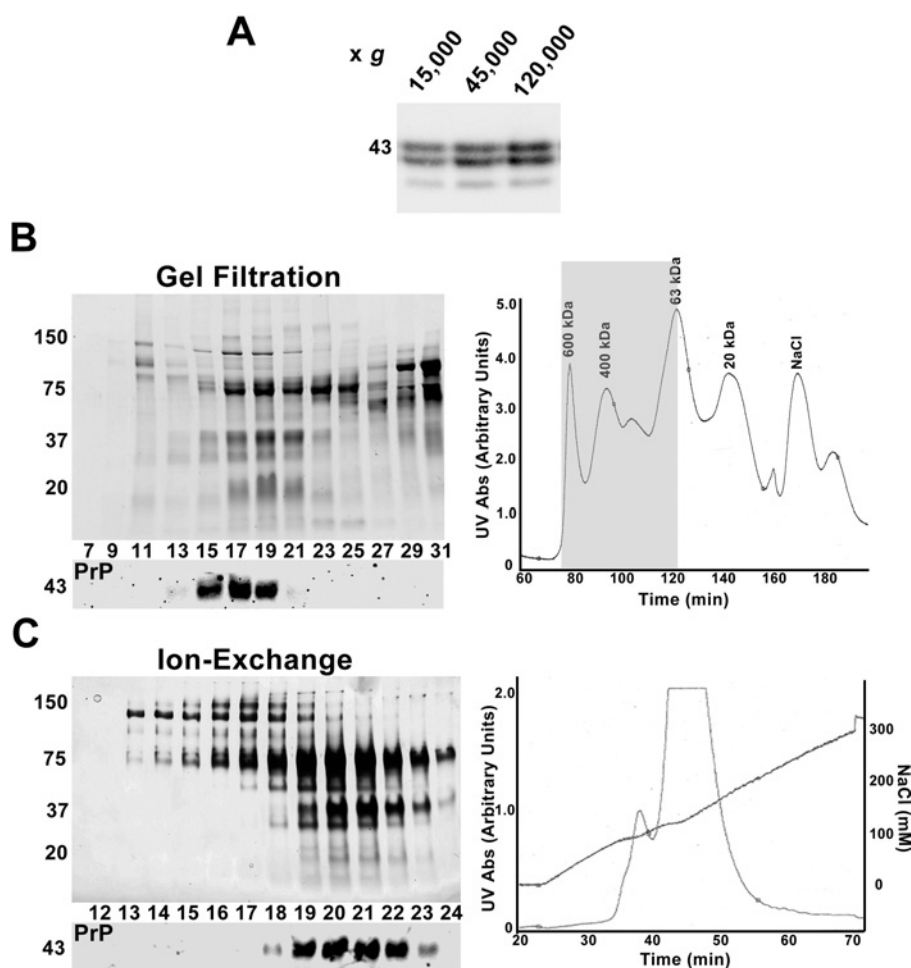 A
x g
15,000 45,000 120,000
43
B
Gel Filtration
150
75
37
20
7 9 11 13 15 17 19 21 23 25 27 29 31
PrP
43
UV Abs (Arbitrary Units)
5.0
4.0
3.0
2.0
1.0
0
600 kDa
400 kDa
63 kDa
20 kDa
NaCl
60 80 100 120 140 160 180
Time (min)
C
Ion-Exchange
150
75
37
20
12 13 14 15 16 17 18 19 20 21 22 23 24
PrP
43
UV Abs (Arbitrary Units)
2.0
1.0
0
300
200
100
0
NaCl (mM)
20 30 40 50 60 70
Time (min)